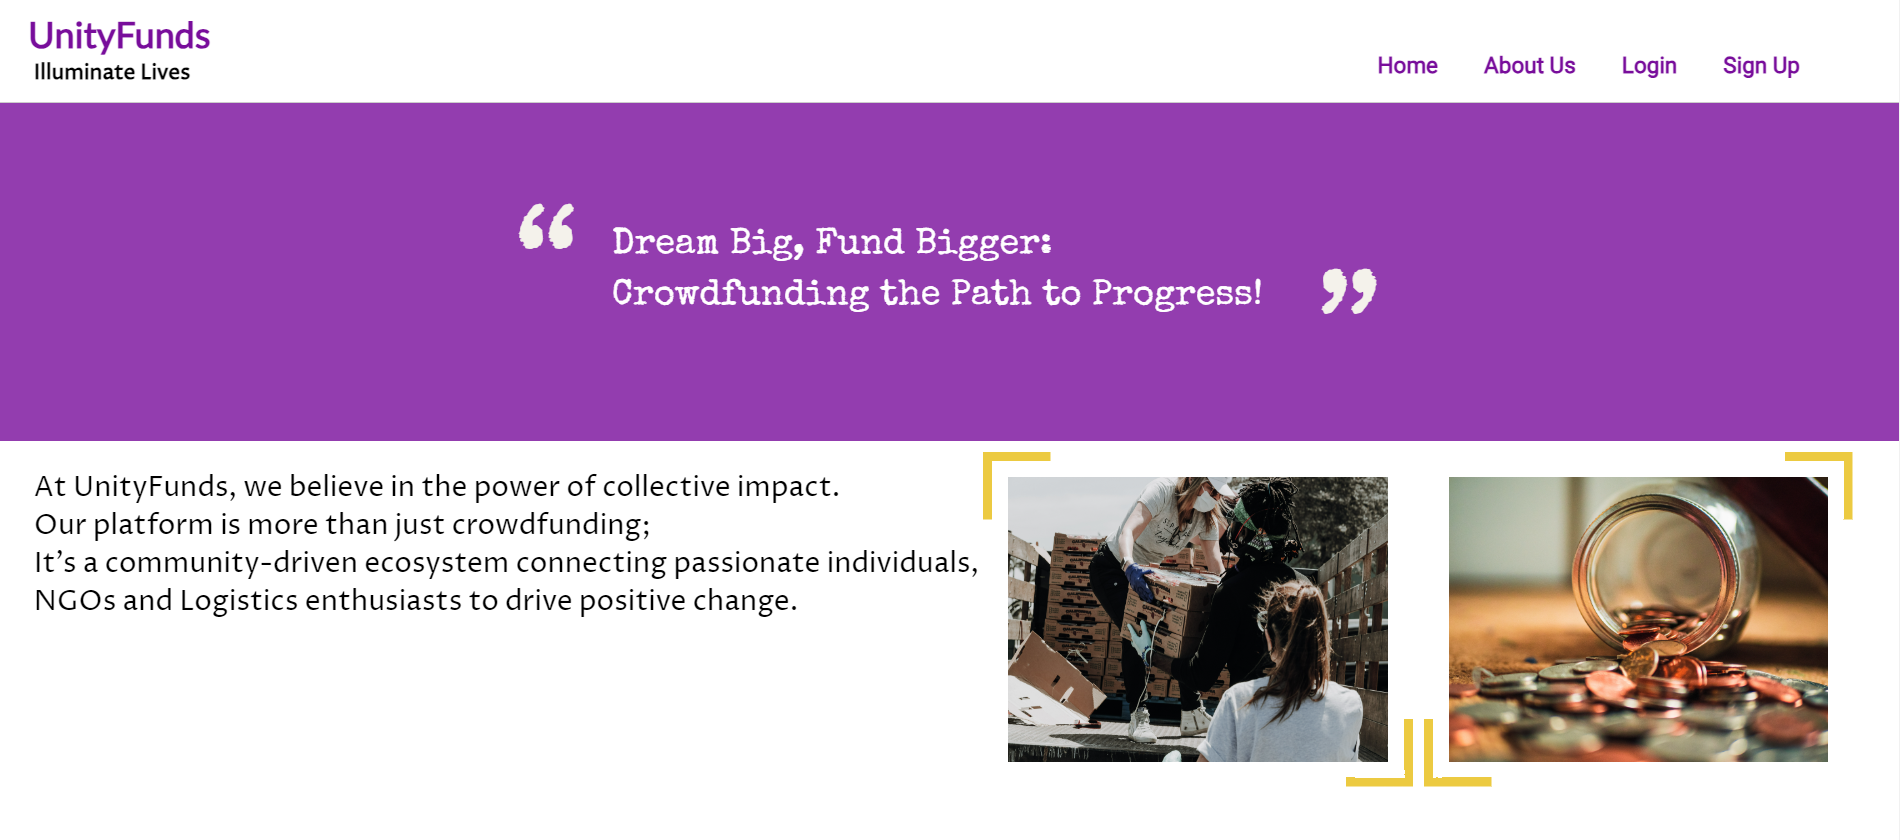 UnityFunds
Illuminate Lives
Home About Us Login Sign Up
“ Dream Big, Fund Bigger:
Crowdfunding the Path to Progress! ”
At UnityFunds, we believe in the power of collective impact.
Our platform is more than just crowdfunding;
It’s a community-driven ecosystem connecting passionate individuals,
NGOs and Logistics enthusiasts to drive positive change.